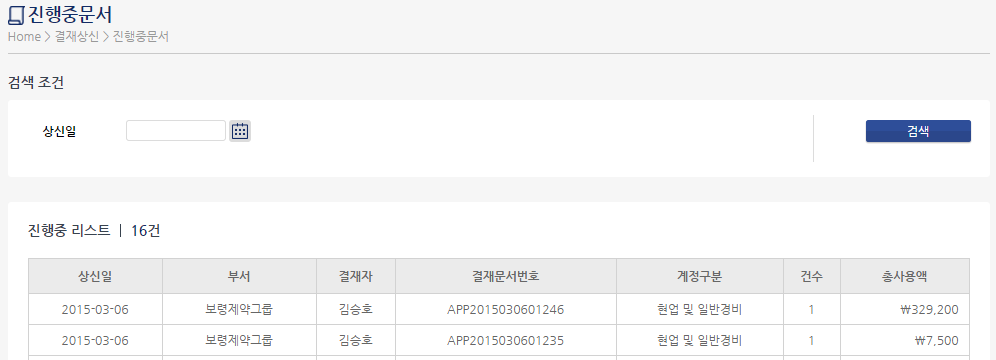 진행중문서
Home > 결재상신 > 진행중문서
검색 조건
상신일 검색
진행중 리스트 | 16건
상신일 부서 결재자 결재문서번호 계정구분 건수 총사용액
2015-03-06 보령제약그룹 김승호 APP2015030601246 현업 및 일반경비 1 ₩329,200
2015-03-06 보령제약그룹 김승호 APP2015030601235 현업 및 일반경비 1 ₩7,500